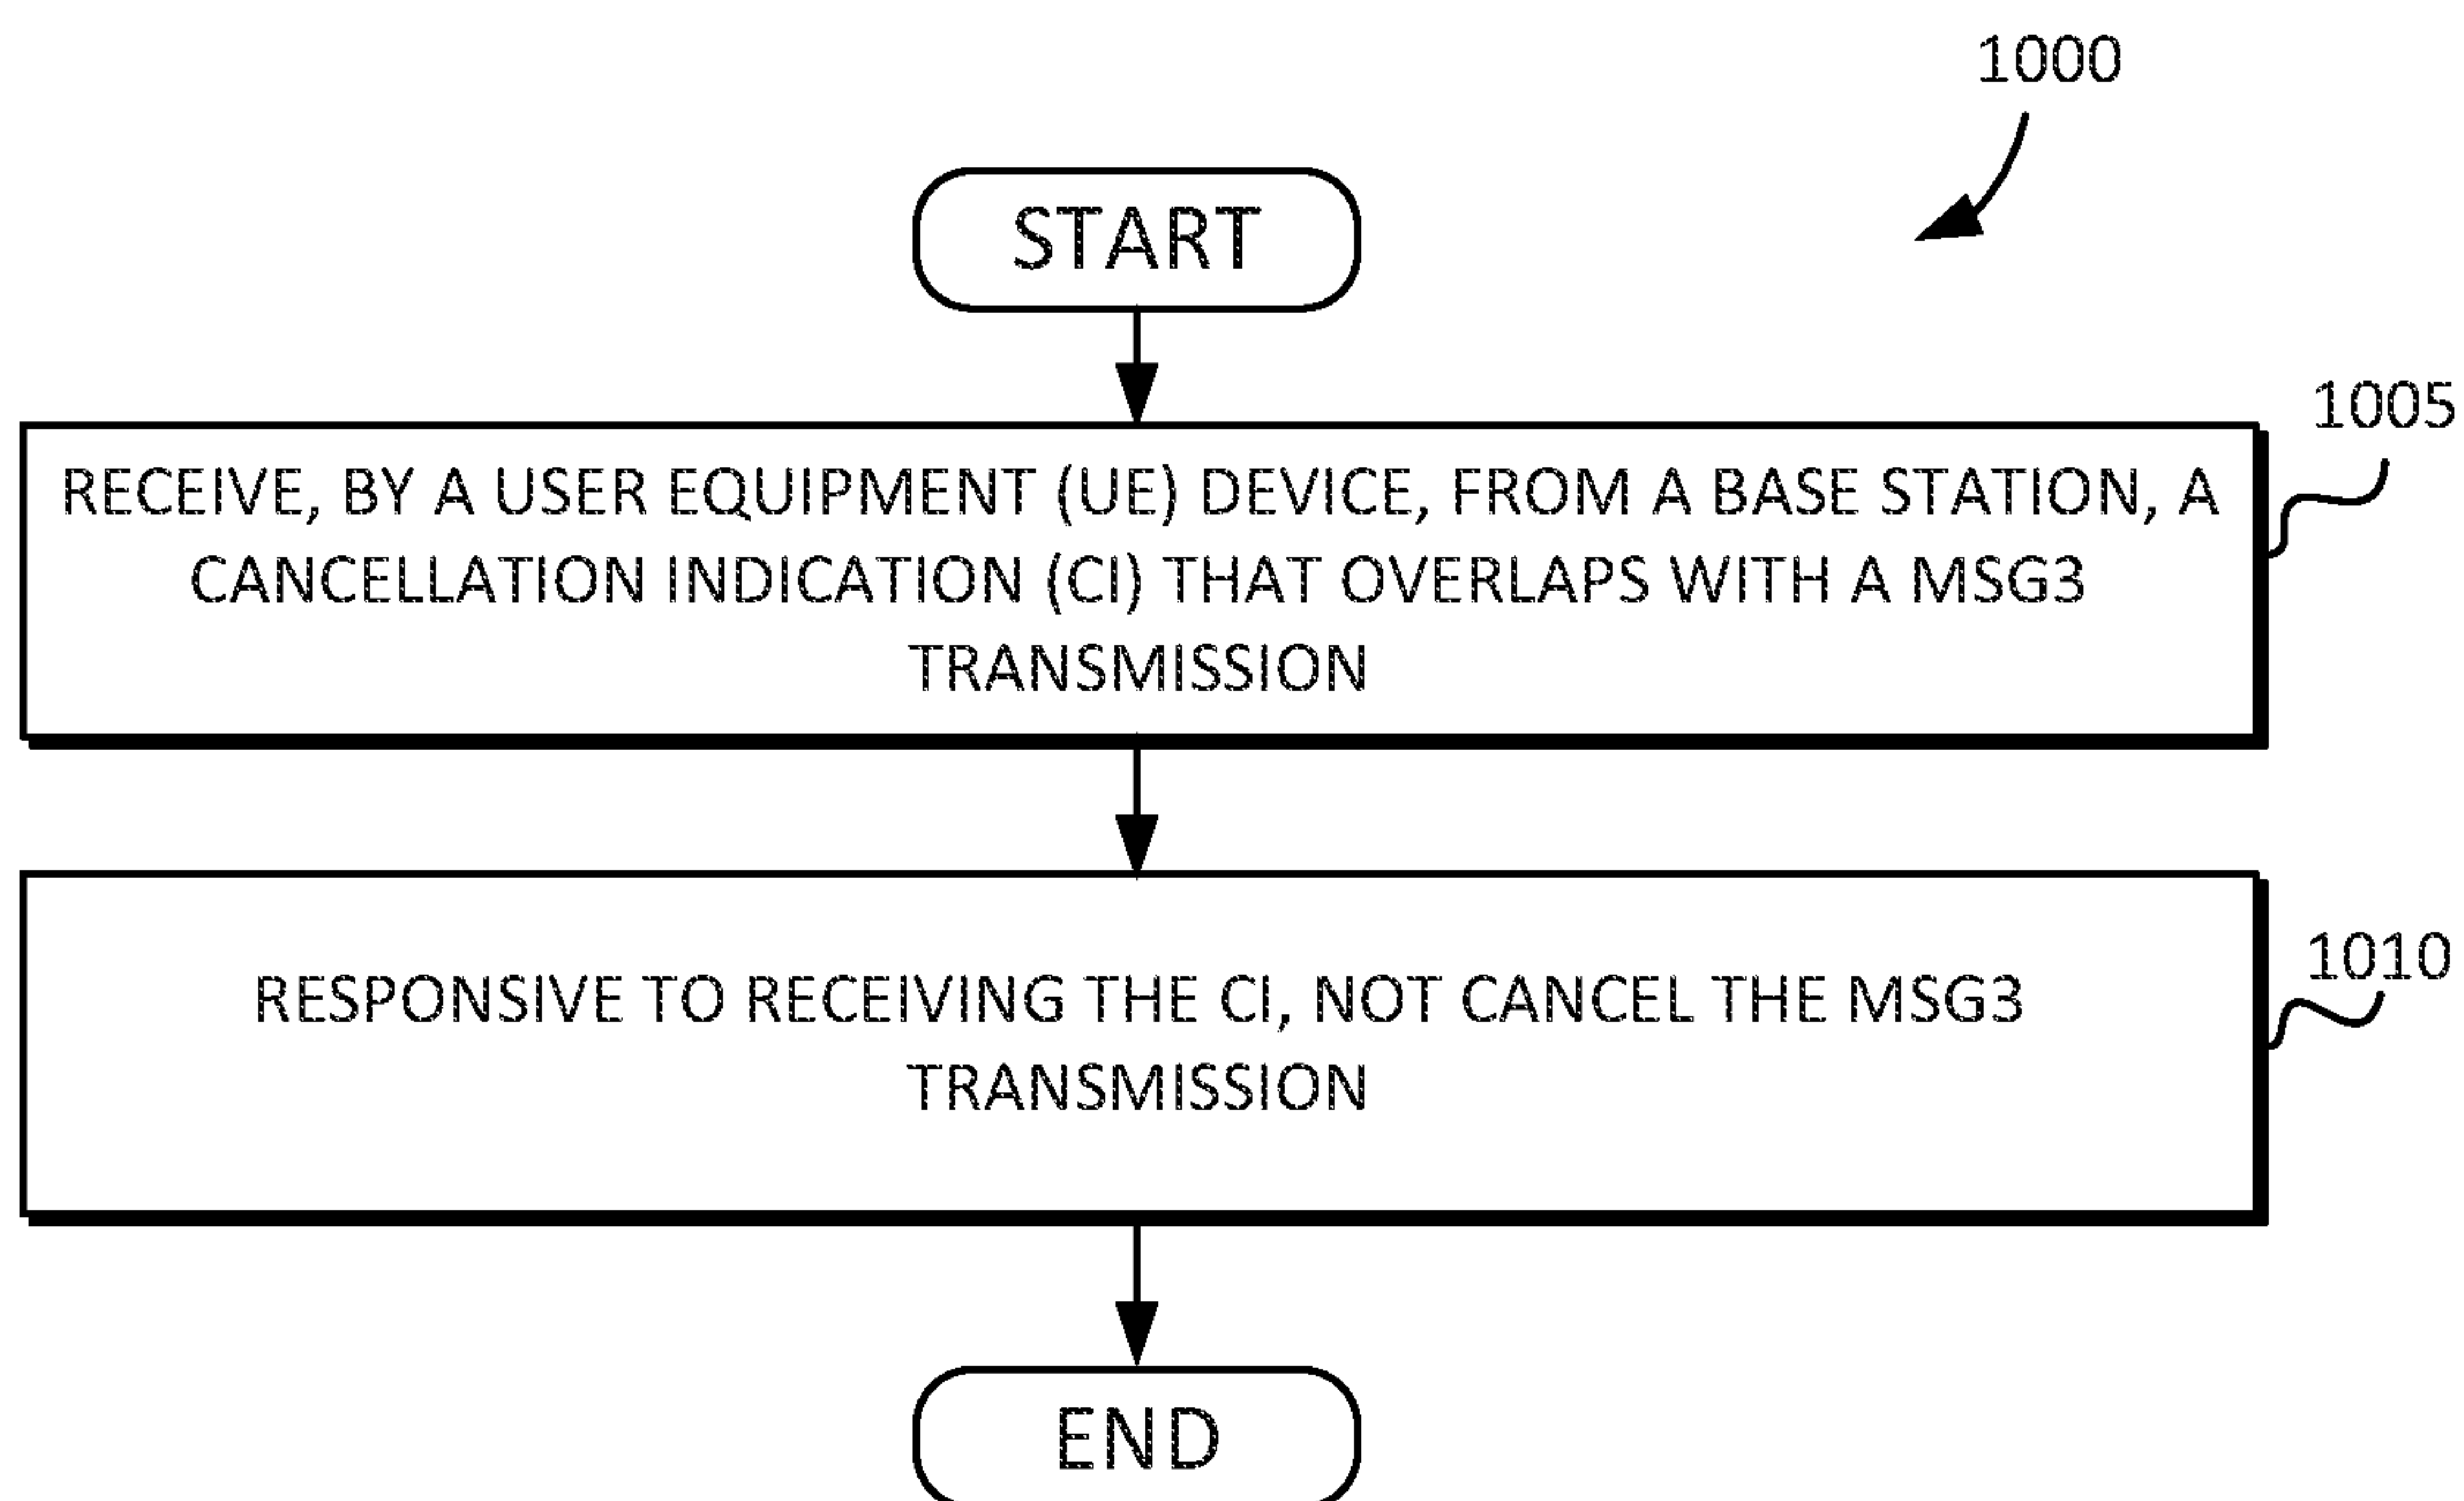 1000
START
1005
RECEIVE, BY A USER EQUIPMENT (UE) DEVICE, FROM A BASE STATION, A
CANCELLATION INDICATION (CI) THAT OVERLAPS WITH A MSG3
TRANSMISSION
1010
RESPONSIVE TO RECEIVING THE CI, NOT CANCEL THE MSG3
TRANSMISSION
END